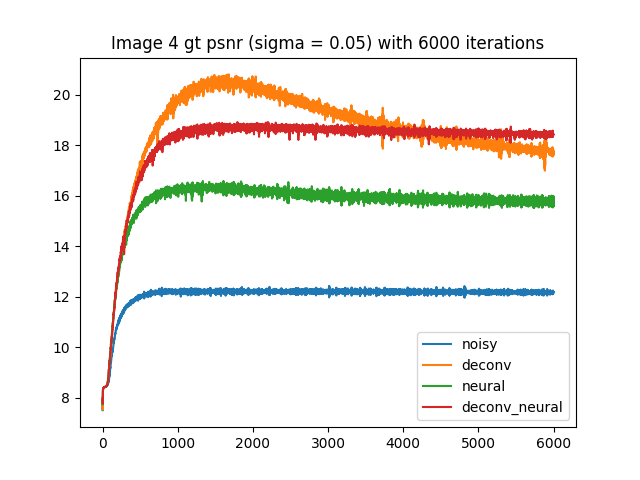 Image 4 gt psnr (sigma = 0.05) with 6000 iterations
20
18
16
14
12
10
8
noisy
deconv
neural
deconv_neural
0 1000 2000 3000 4000 5000 6000